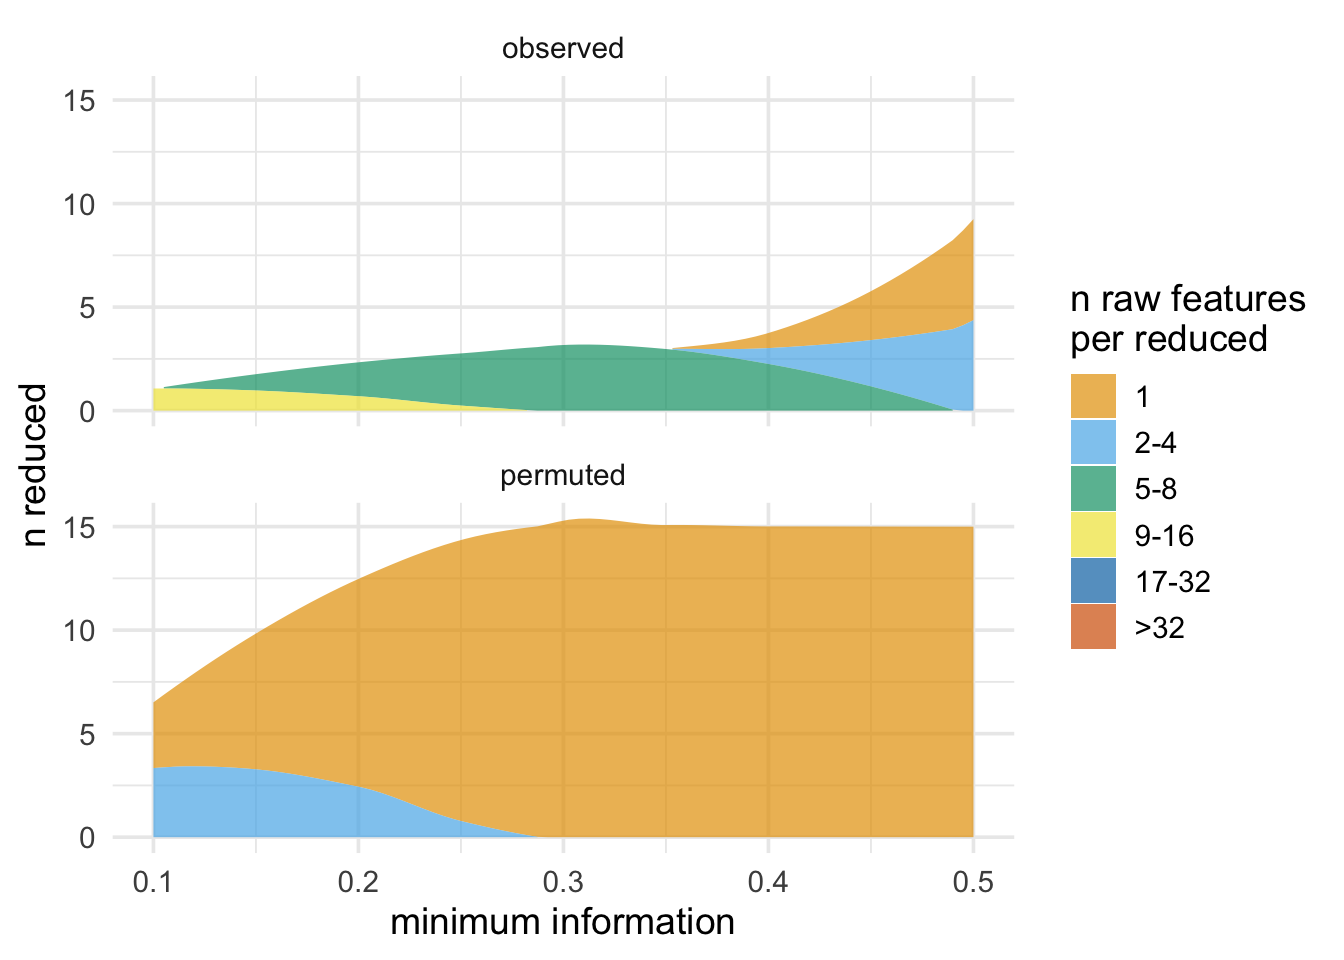 observed
15
10
5
0
permuted
15
10
5
0
n reduced
0.1 0.2 0.3 0.4 0.5
minimum information
n raw features
per reduced
1
2-4
5-8
9-16
17-32
>32